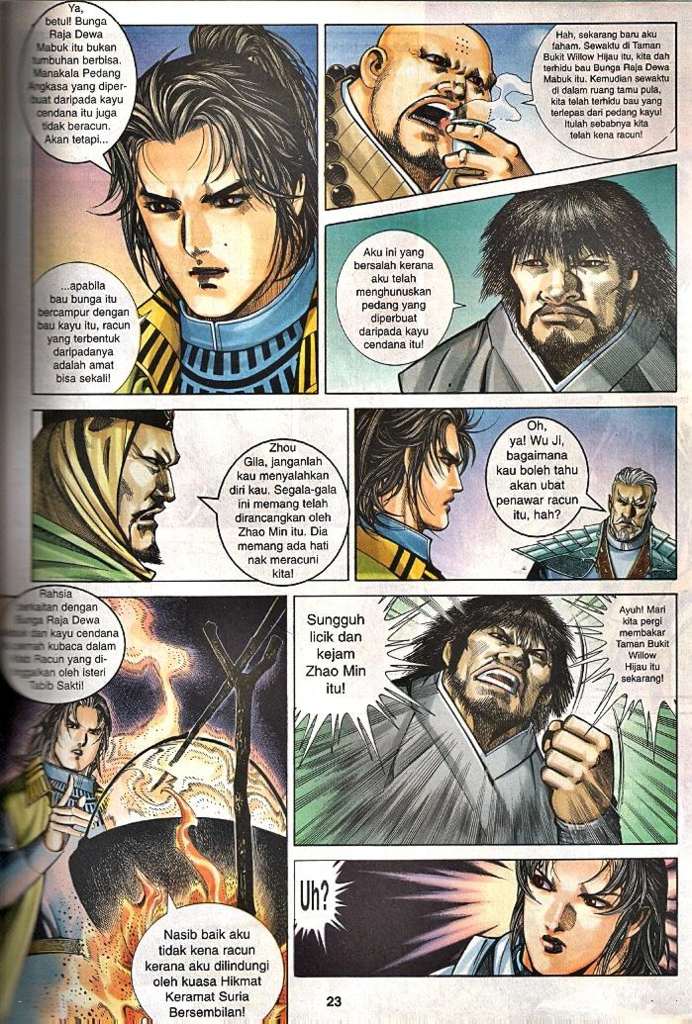 Ya,
betul! Bunga
Raja Dewa
Mabuk itu bukan
tumbuhan berbisa.
Manakala Pedang
Angkasa yang diper-
buat daripada kayu
cendana itu juga
tidak beracun.
Akan tetapi...
...apabila
bau bunga itu
bercampur dengan
bau kayu itu, racun
yang terbentuk
daripadanya
adalah amat
bisa sekali!
Hah, sekarang baru aku
faham. Sewaktu di Taman
Bukit Willow Hijau itu, kita dah
terhidu bau Bunga Raja Dewa
Mabuk itu. Kemudian sewaktu
di dalam ruang tamu pula,
kita telah terhidu bau yang
terlepas dari pedang kayu!
Itulah sebabnya kita
telah kena racun!
Aku ini yang
bersalah kerana
aku telah
menghunuskan
pedang yang
diperbuat
daripada kayu
cendana itu!
Zhou
Gila, janganlah
kau menyalahkan
diri kau. Segala-gala
ini memang telah
dirancangkan oleh
Zhao Min itu. Dia
memang ada hati
nak meracuni
kita!
Oh,
ya! Wu Ji,
bagaimana
kau boleh tahu
akan ubat
penawar racun
itu, hah?
Rahsia
berkaitan dengan
Bunga Raja Dewa
dan kayu cendana
kubaca dalam
Racun yang di-
oleh isteri
Tabib Sakti!
Nasib baik aku
tidak kena racun
kerana aku dilindungi
oleh kuasa Hikmat
Keramat Suria
Bersembilan!
Sungguh
licik dan
kejam
Zhao Min
itu!
Ayuh! Mari
kita pergi
membakar
Taman Bukit
Willow
Hijau itu
sekarang!
Uh?
23